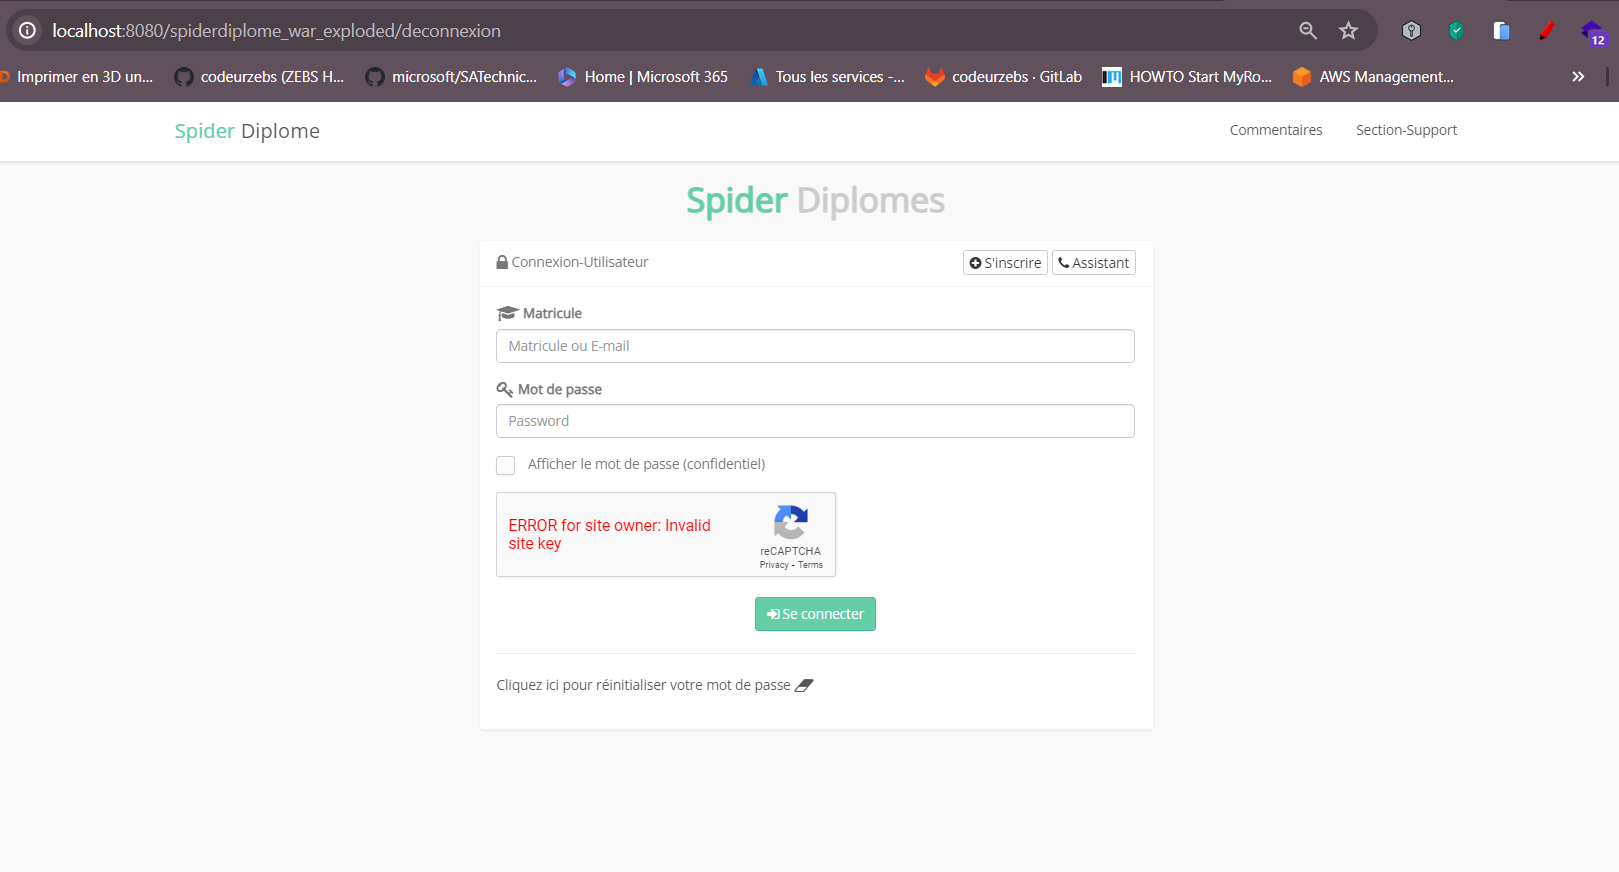 localhost:8080/spiderdiplome_war_exploded/deconnexion
12
Imprimer en 3D un... codeurzebs (ZEBS H... microsoft/SATechnic... Home | Microsoft 365 Tous les services -... codeurzebs · GitLab HOWTO Start MyRo... AWS Management... »
Spider Diplome Commentaires Section-Support
Spider Diplomes
Connexion-Utilisateur S'inscrire Assistant
Matricule
Matricule ou E-mail
Mot de passe
Password
Afficher le mot de passe (confidentiel)
ERROR for site owner: Invalid
site key
reCAPTCHA
Privacy - Terms
Se connecter
Cliquez ici pour réinitialiser votre mot de passe